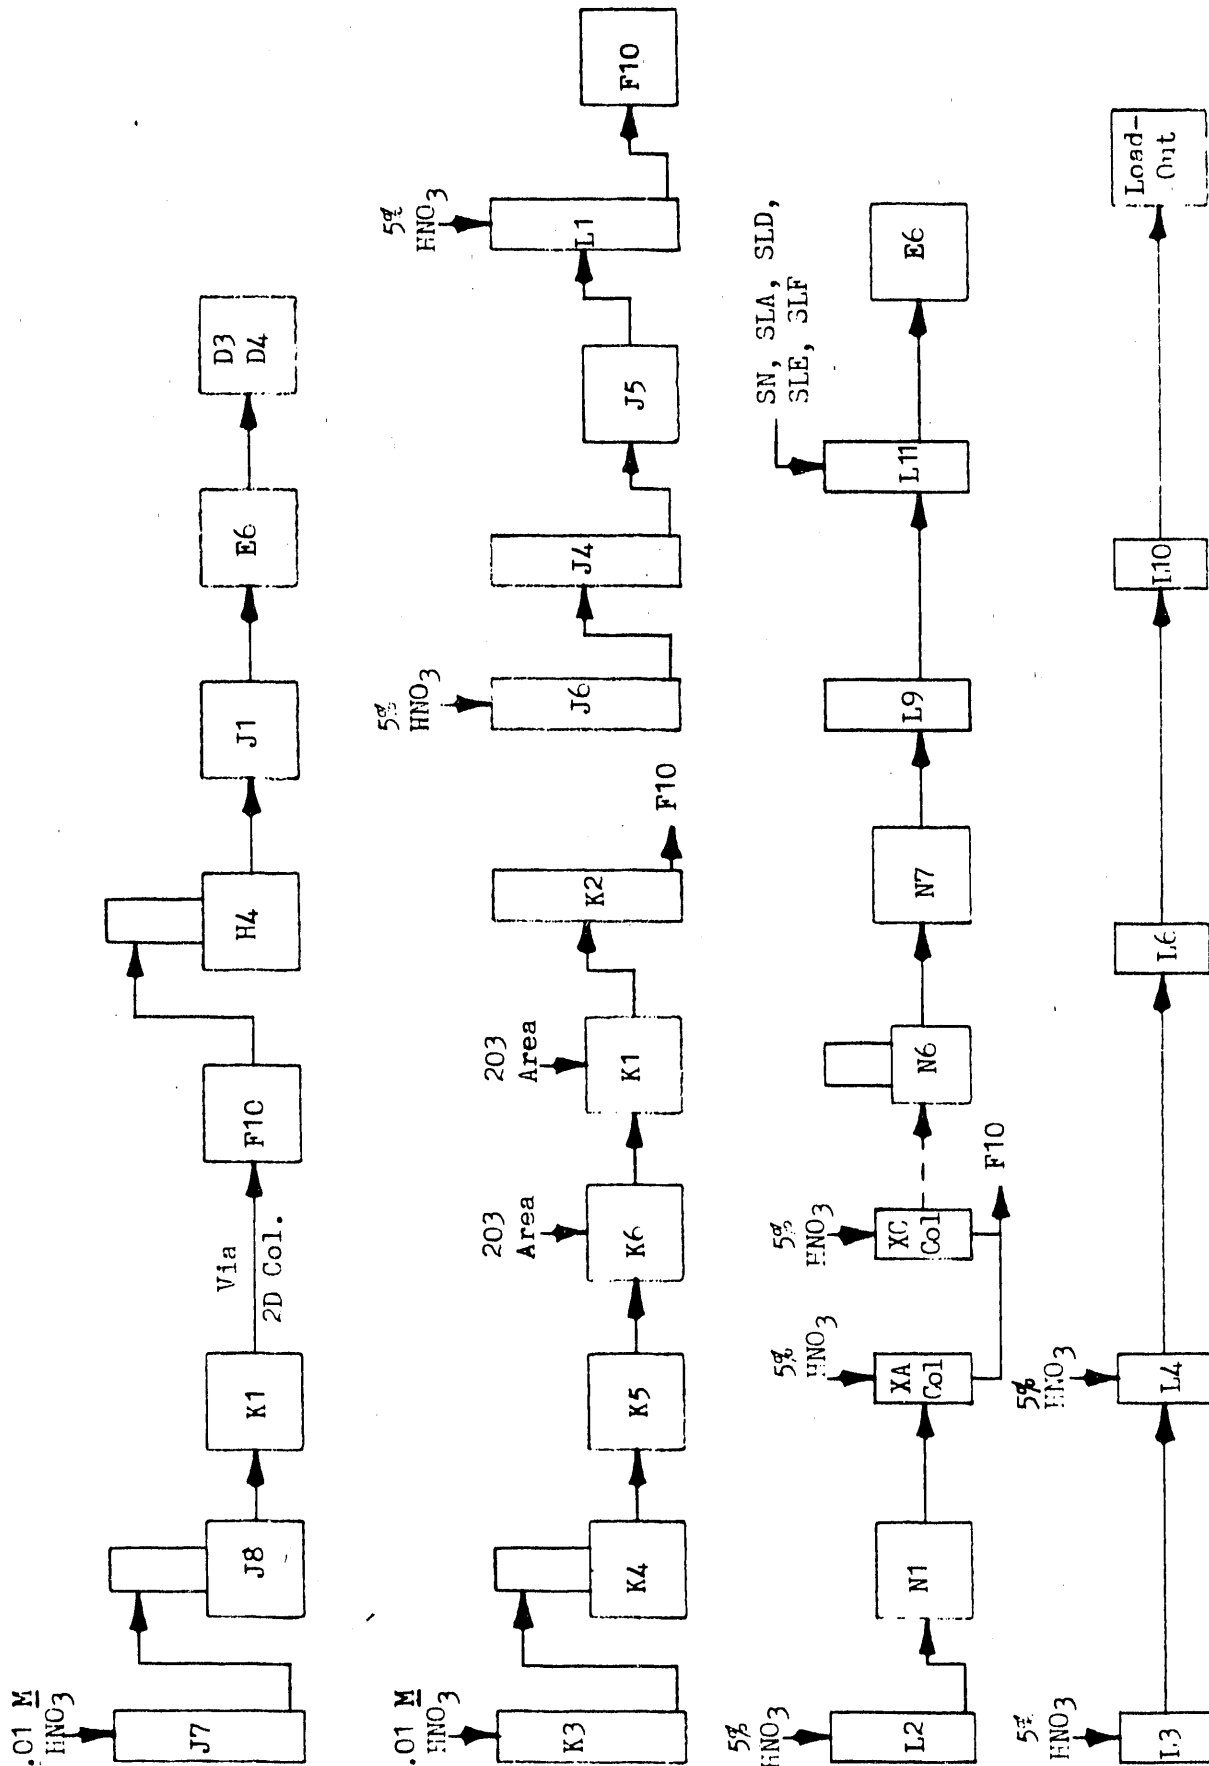 .01 M
HNO3
J7
J8
K1
Via
2D Col.
F10
H4
J1
E6
D3
D4
.01 M
HNO3
K3
K4
K5
203
Area
K6
203
Area
K1
K2
F10
5%
HNO3
J6
J4
J5
5%
HNO3
L1
F10
5%
HNO3
L2
N1
5%
HNO3
XA
Col
5%
HNO3
XC
Col
F10
N6
N7
L9
SN, SLA, SLD,
SLE, SLF
L11
E6
5%
HNO3
L3
5%
HNO3
L4
L6
L10
Load-
Out